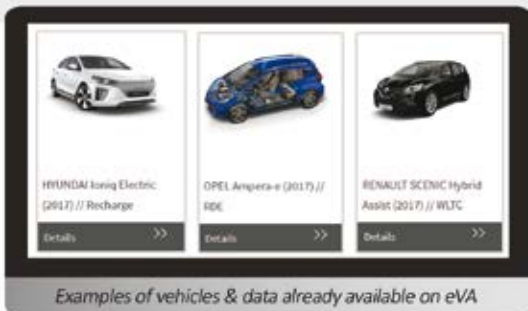 HYUNDAI Ioniq Electric
(2017) // Recharge
Details >>
OPEL Ampera-e (2017) //
RDE
Details >>
RENAULT SCENIC Hybrid
Assist (2017) // WLTC
Details >>
Examples of vehicles & data already available on eVA